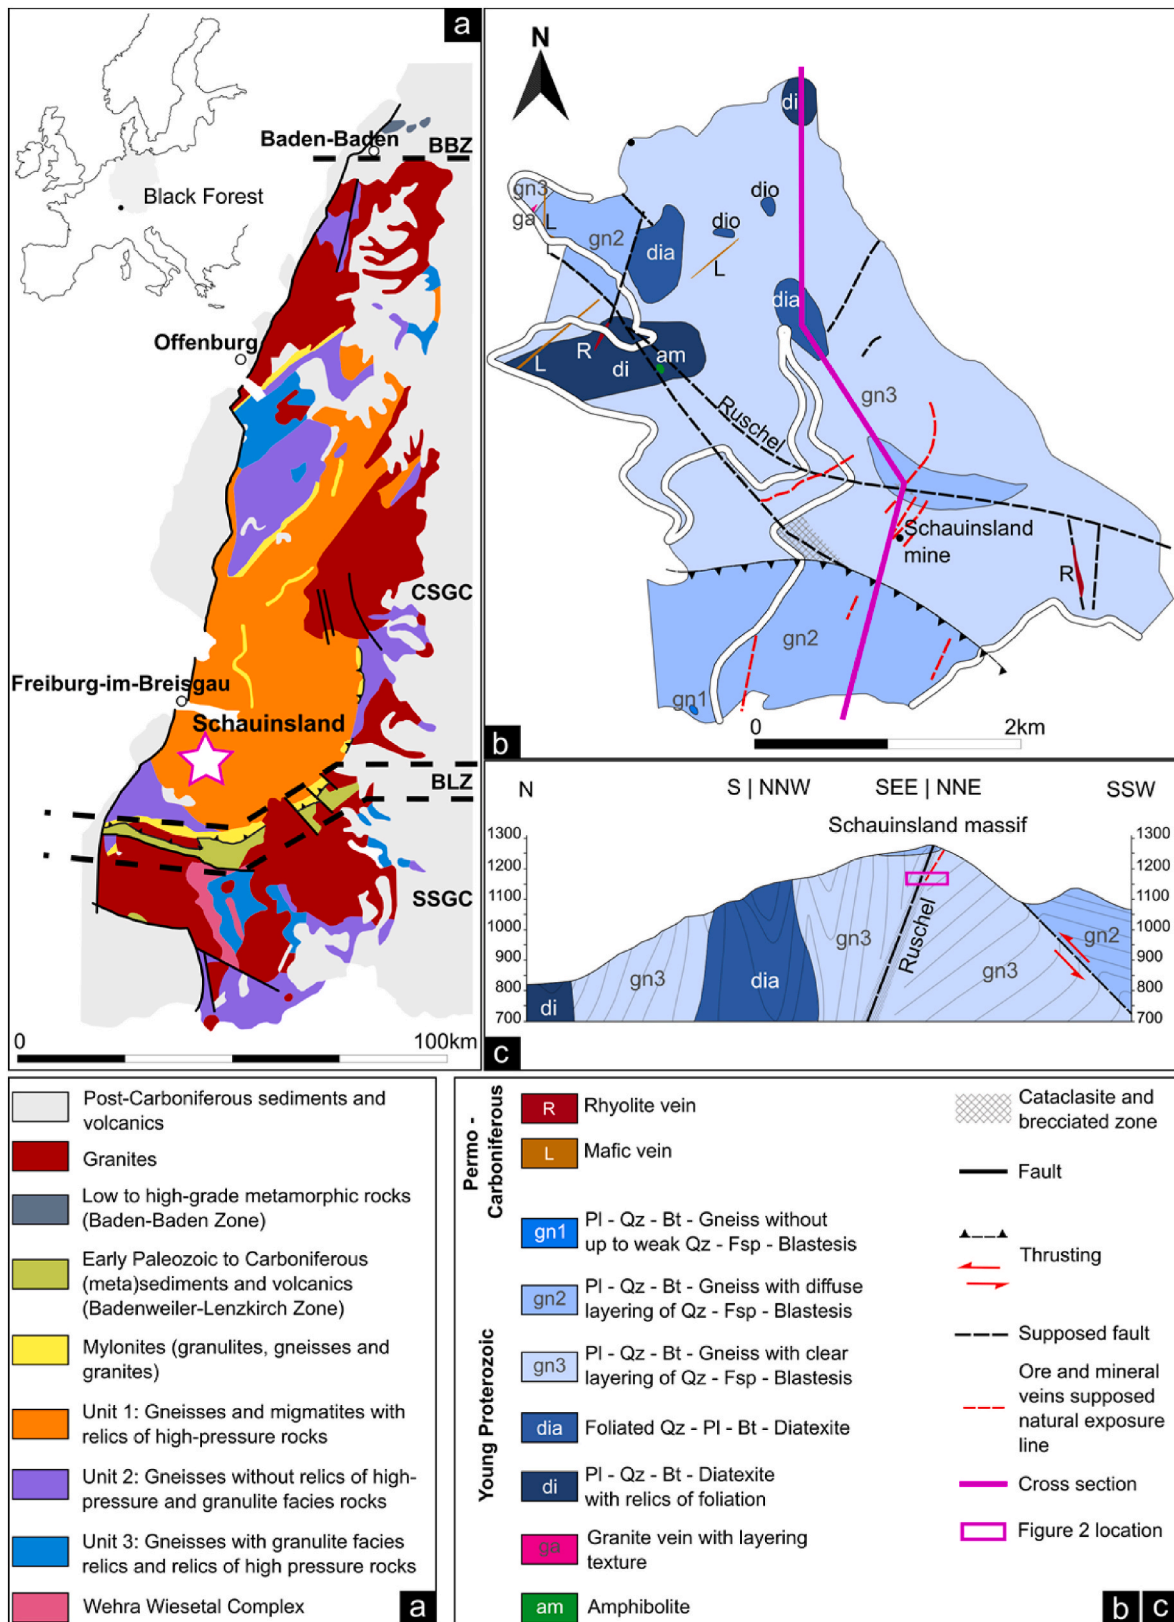 a
Baden-Baden
BBZ
Black Forest
Offenburg
CSGC
Freiburg-im-Breisgau
Schauinsland
BLZ
SSGC
0
100km
N
di
gn3
ga
L
L
gn2
dio
dio
dia
L
dia
R
am
di
L
gn3
Ruschel
Schauinsland
mine
R
gn2
gn1
0
2km
b
N
S | NNW
SEE | NNE
SSW
Schauinsland massif
1300
1200
1100
1000
900
800
700
1300
1200
1100
1000
900
800
700
di
gn3
dia
gn3
Ruschel
gn3
gn2
c
Post-Carboniferous sediments and
volcanics
Granites
Low to high-grade metamorphic rocks
(Baden-Baden Zone)
Early Paleozoic to Carboniferous
(meta)sediments and volcanics
(Badenweiler-Lenzkirch Zone)
Mylonites (granulites, gneisses and
granites)
Unit 1: Gneisses and migmatites with
relics of high-pressure rocks
Unit 2: Gneisses without relics of high-
pressure and granulite facies rocks
Unit 3: Gneisses with granulite facies
relics and relics of high pressure rocks
Wehra Wiesetal Complex
a
Permo -
Carboniferous
R Rhyolite vein
L Mafic vein
Young Proterozoic
gn1 Pl - Qz - Bt - Gneiss without
up to weak Qz - Fsp - Blastesis
gn2 Pl - Qz - Bt - Gneiss with diffuse
layering of Qz - Fsp - Blastesis
gn3 Pl - Qz - Bt - Gneiss with clear
layering of Qz - Fsp - Blastesis
dia Foliated Qz - Pl - Bt - Diatexite
di Pl - Qz - Bt - Diatexite
with relics of foliation
ga Granite vein with layering
texture
am Amphibolite
Cataclasite and
brecciated zone
Fault
Thrusting
Supposed fault
Ore and mineral
veins supposed
natural exposure
line
Cross section
Figure 2 location
b c